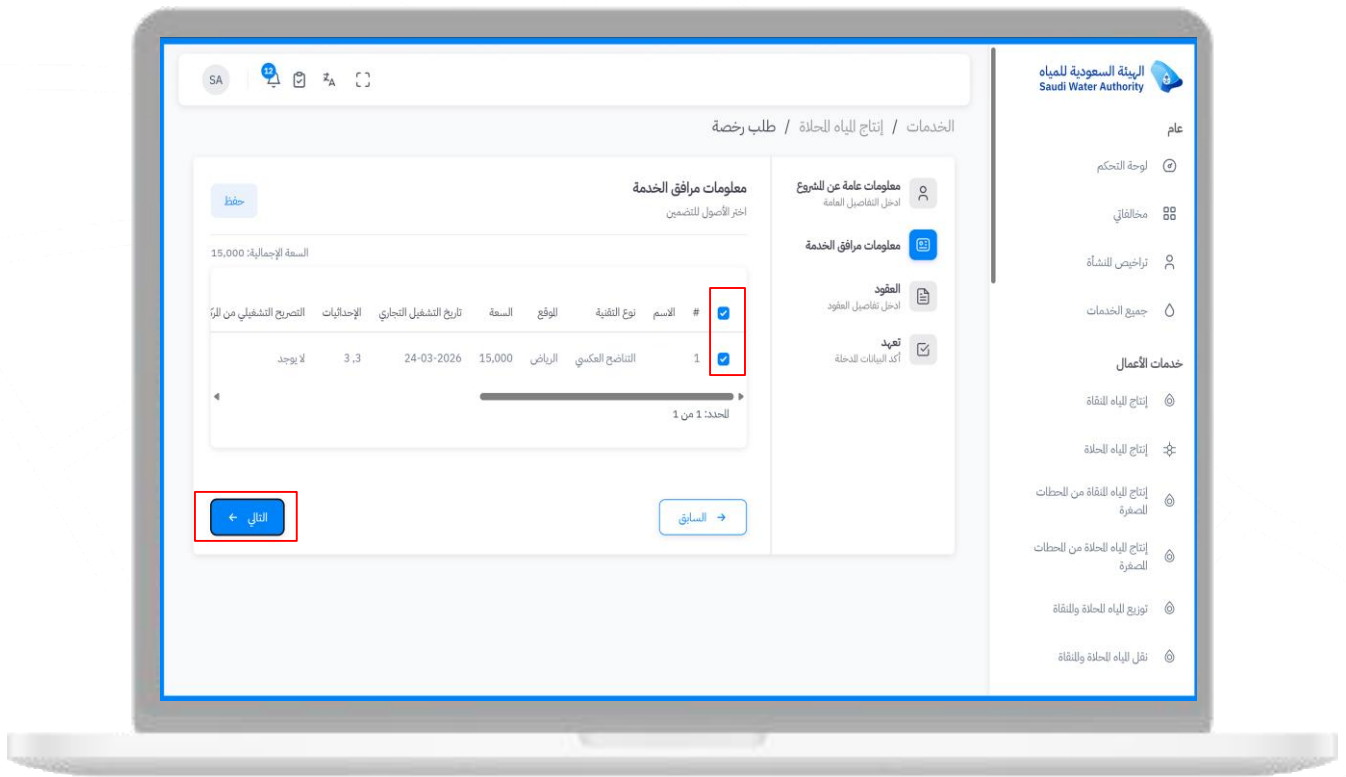 الهيئة السعودية للمياه
Saudi Water Authority
عام
لوحة التحكم
مخالفاتي
تراخيص المنشأة
جميع الخدمات
خدمات الأعمال
إنتاج المياه المنقاة
إنتاج المياه المحلاة
إنتاج المياه المنقاة من المحطات
المصغرة
إنتاج المياه المحلاة من المحطات
المصغرة
توزيع المياه المحلاة والمنقاة
نقل المياه المحلاة والمنقاة
12
SA
الخدمات / إنتاج المياه المحلاة / طلب رخصة
معلومات عامة عن المشروع
ادخل التفاصيل العامة
معلومات مرافق الخدمة
العقود
ادخل تفاصيل العقود
تعهد
أكد البيانات المدخلة
معلومات مرافق الخدمة
اختر الأصول للتضمين
حفظ
السعة الإجمالية: 15,000
# الاسم نوع التقنية الموقع السعة تاريخ التشغيل التجاري الإحداثيات التصريح التشغيلي من
1 التناضح العكسي الرياض 15,000 24-03-2026 3 ,3 لا يوجد
المحدد: 1 من 1
السابق
التالي